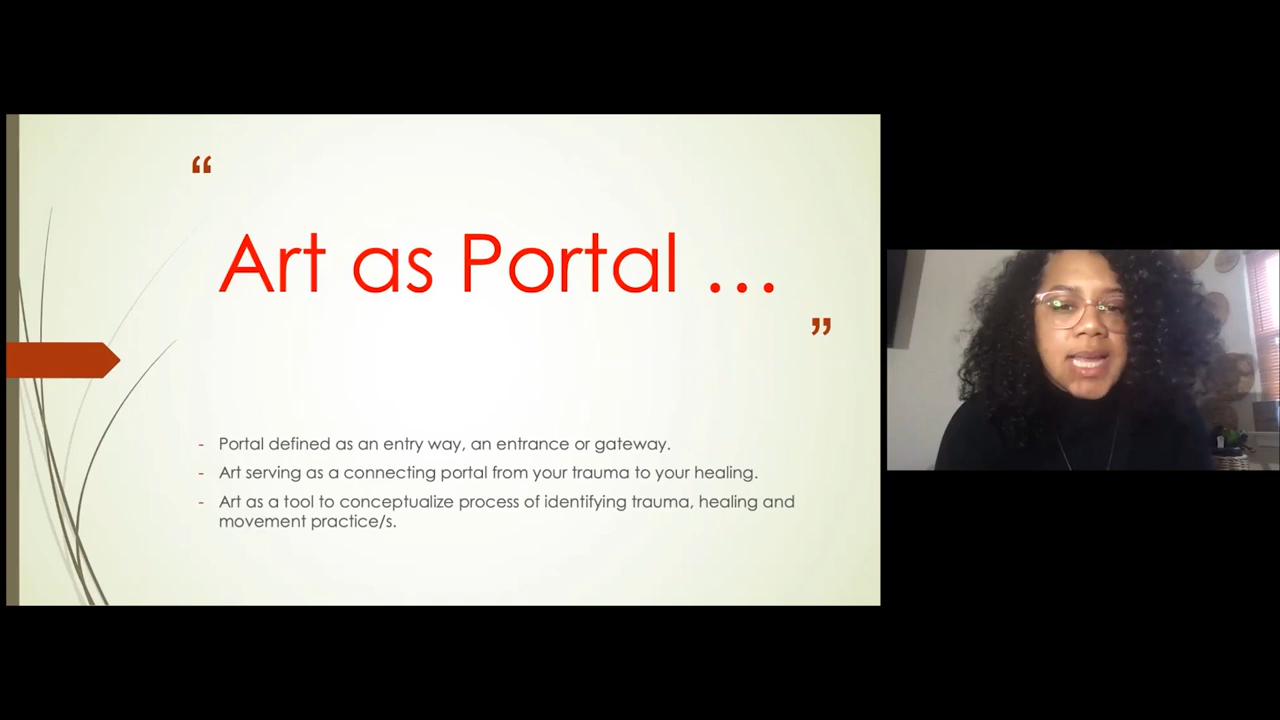 “
Art as Portal ...
”
- Portal defined as an entry way, an entrance or gateway.
- Art serving as a connecting portal from your trauma to your healing.
- Art as a tool to conceptualize process of identifying trauma, healing and
movement practice/s.